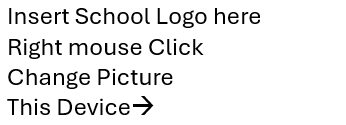 Insert School Logo here
Right mouse Click
Change Picture
This Device→